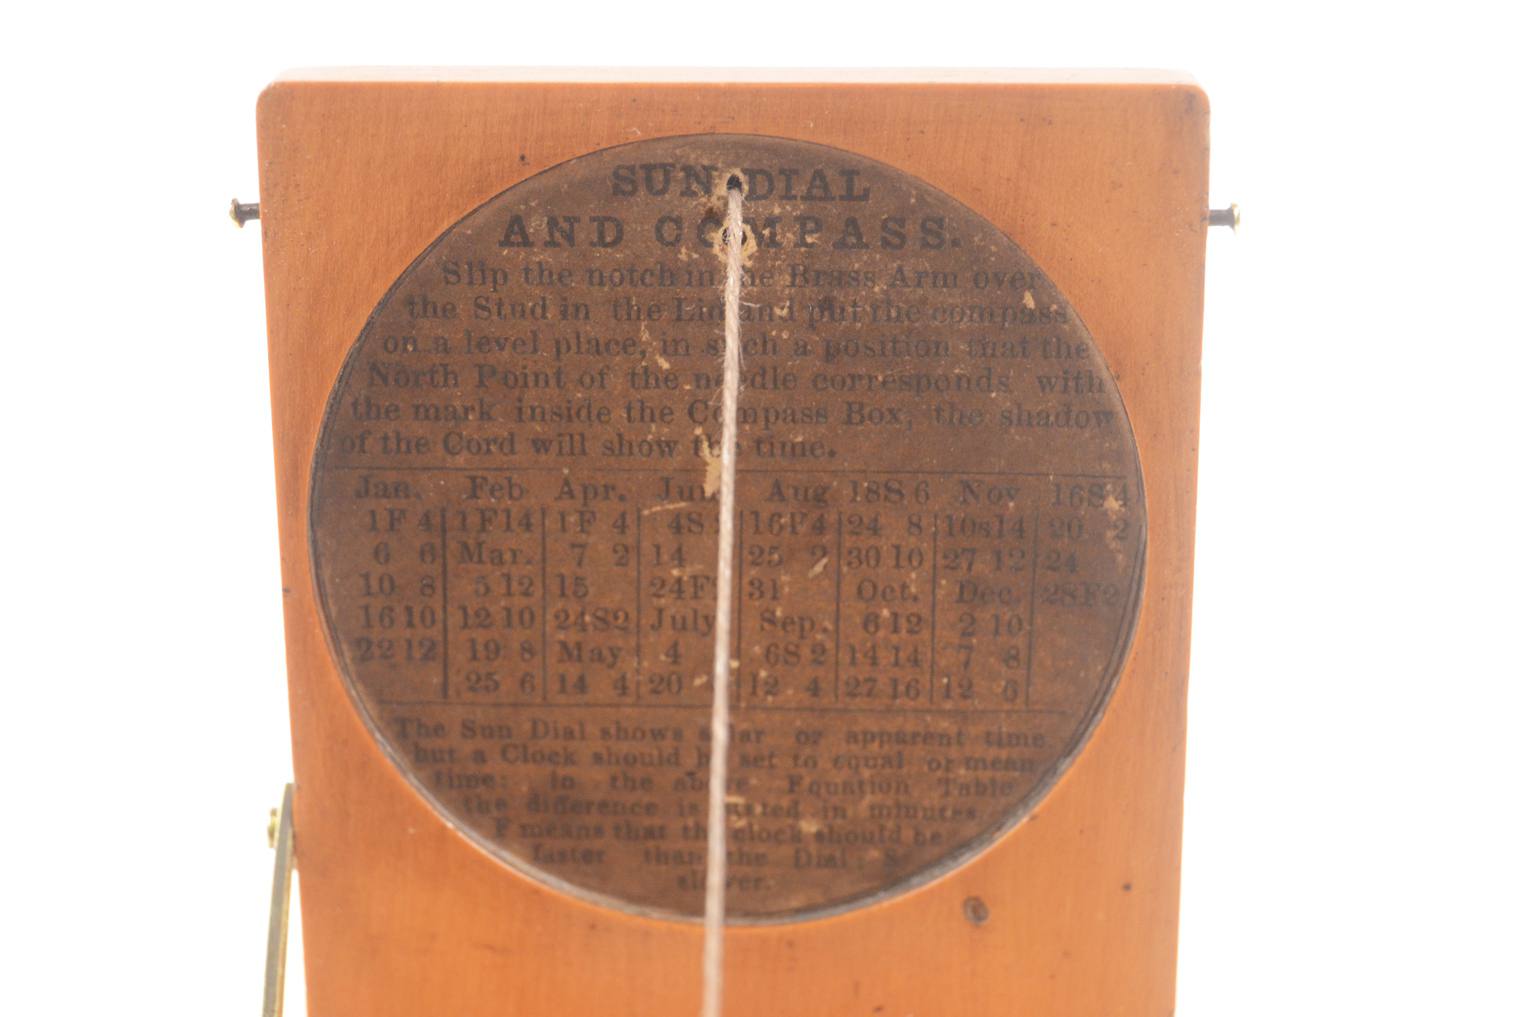 SUN DIAL
AND COMPASS.
Slip the notch in the Brass Arm over
the Stud in the Lid and put the compass
on a level place, in such a position that the
North Point of the needle corresponds with
the mark inside the Compass Box, the shadow
of the Cord will show the time.
Jan. Feb Apr. Aug 18S 6 Nov 16S 4
1F 4 1F14 1F 4 16F4 24 8 10S14 20 2
6 6 Mar. 7 2 14 25 2 30 10 27 12 24
10 8 5 12 15 31 Oct. Dec. 28F2
16 10 12 10 24S2 July Sep. 6 12 2 10
22 12 19 8 May 4 6S 2 14 14 7 8
25 6 14 4 20 12 4 27 16 12 6
The Sun Dial shows solar or apparent time
but a Clock should be set to equal or mean
time: in the above Equation Table
the difference is stated in minutes
F means that the clock should be
faster than the Dial: S
slower.